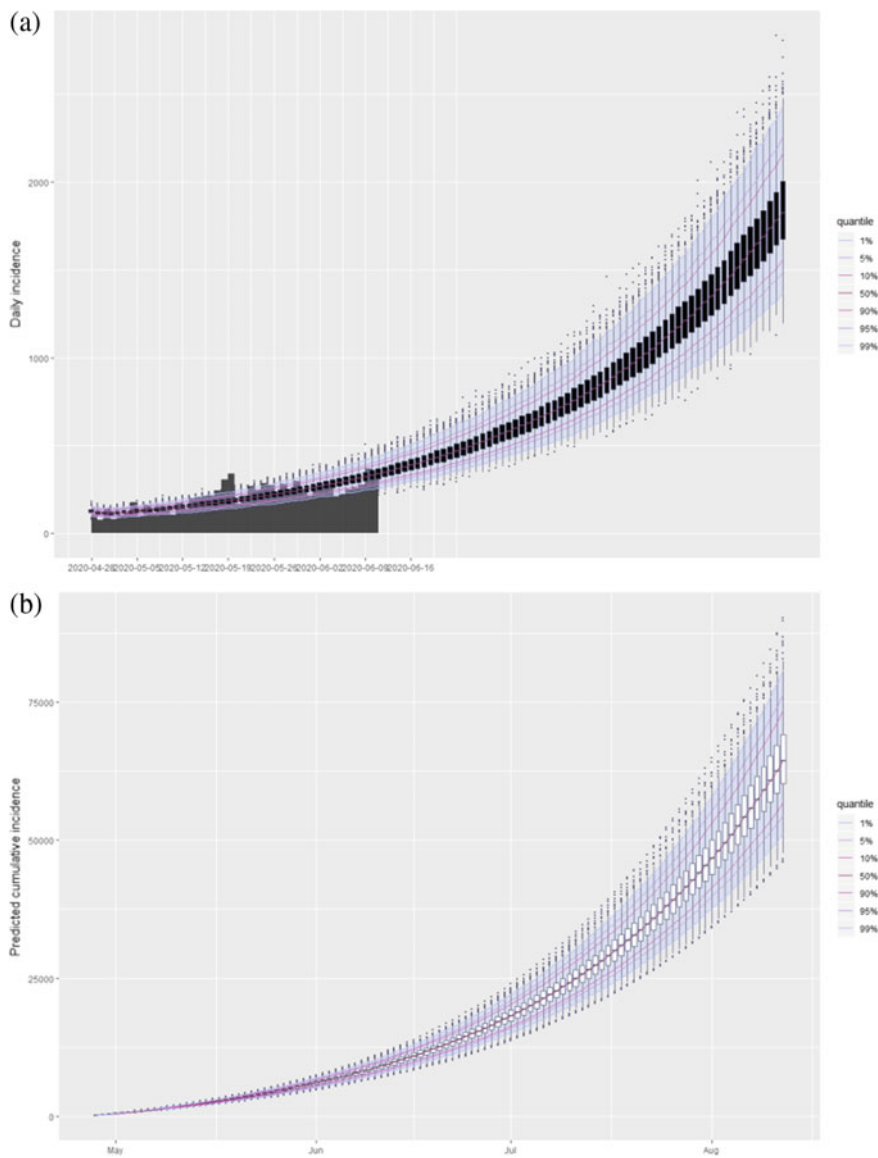 (a)
Daily incidence
2000
1000
0
2020-04-28 2020-05-05 2020-05-12 2020-05-19 2020-05-26 2020-06-02 2020-06-09 2020-06-16
quantile
1%
5%
10%
50%
90%
95%
99%
(b)
Predicted cumulative incidence
75000
50000
25000
0
May Jun Jul Aug
quantile
1%
5%
10%
50%
90%
95%
99%